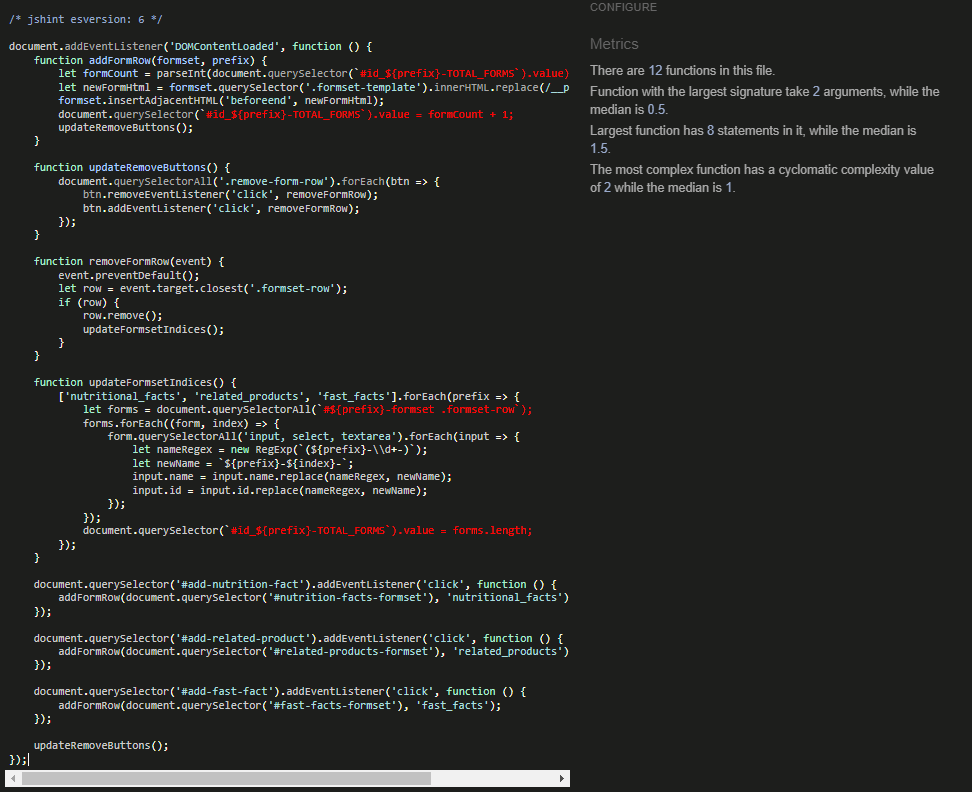 /* jshint esversion: 6 */
document.addEventListener('DOMContentLoaded', function () {
    function addFormRow(formset, prefix) {
        let formCount = parseInt(document.querySelector(`#id_${prefix}-TOTAL_FORMS`).value)
        let newFormHtml = formset.querySelector('.formset-template').innerHTML.replace(/__p
        formset.insertAdjacentHTML('beforeend', newFormHtml);
        document.querySelector(`#id_${prefix}-TOTAL_FORMS`).value = formCount + 1;
        updateRemoveButtons();
    }
    function updateRemoveButtons() {
        document.querySelectorAll('.remove-form-row').forEach(btn => {
            btn.removeEventListener('click', removeFormRow);
            btn.addEventListener('click', removeFormRow);
        });
    }
    function removeFormRow(event) {
        event.preventDefault();
        let row = event.target.closest('.formset-row');
        if (row) {
            row.remove();
            updateFormsetIndices();
        }
    }
    function updateFormsetIndices() {
        ['nutritional_facts', 'related_products', 'fast_facts'].forEach(prefix => {
            let forms = document.querySelectorAll(`#${prefix}-formset .formset-row`);
            forms.forEach((form, index) => {
                form.querySelectorAll('input, select, textarea').forEach(input => {
                    let nameRegex = new RegExp(`(${prefix}-\\d+-)`);
                    let newName = `${prefix}-${index}-`;
                    input.name = input.name.replace(nameRegex, newName);
                    input.id = input.id.replace(nameRegex, newName);
                });
            });
            document.querySelector(`#id_${prefix}-TOTAL_FORMS`).value = forms.length;
        });
    }
    document.querySelector('#add-nutrition-fact').addEventListener('click', function () {
        addFormRow(document.querySelector('#nutrition-facts-formset'), 'nutritional_facts')
    });
    document.querySelector('#add-related-product').addEventListener('click', function () {
        addFormRow(document.querySelector('#related-products-formset'), 'related_products')
    });
    document.querySelector('#add-fast-fact').addEventListener('click', function () {
        addFormRow(document.querySelector('#fast-facts-formset'), 'fast_facts');
    });
    updateRemoveButtons();
});
CONFIGURE
Metrics
There are 12 functions in this file.
Function with the largest signature take 2 arguments, while the
median is 0.5.
Largest function has 8 statements in it, while the median is
1.5.
The most complex function has a cyclomatic complexity value
of 2 while the median is 1.